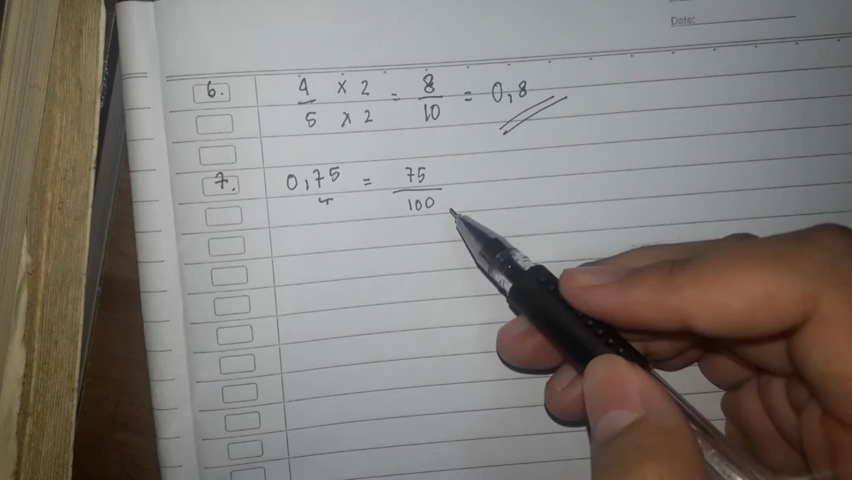 Date:
6. 4 x 2 = 8 = 0,8
5 x 2 10
7. 0,75 = 75
100